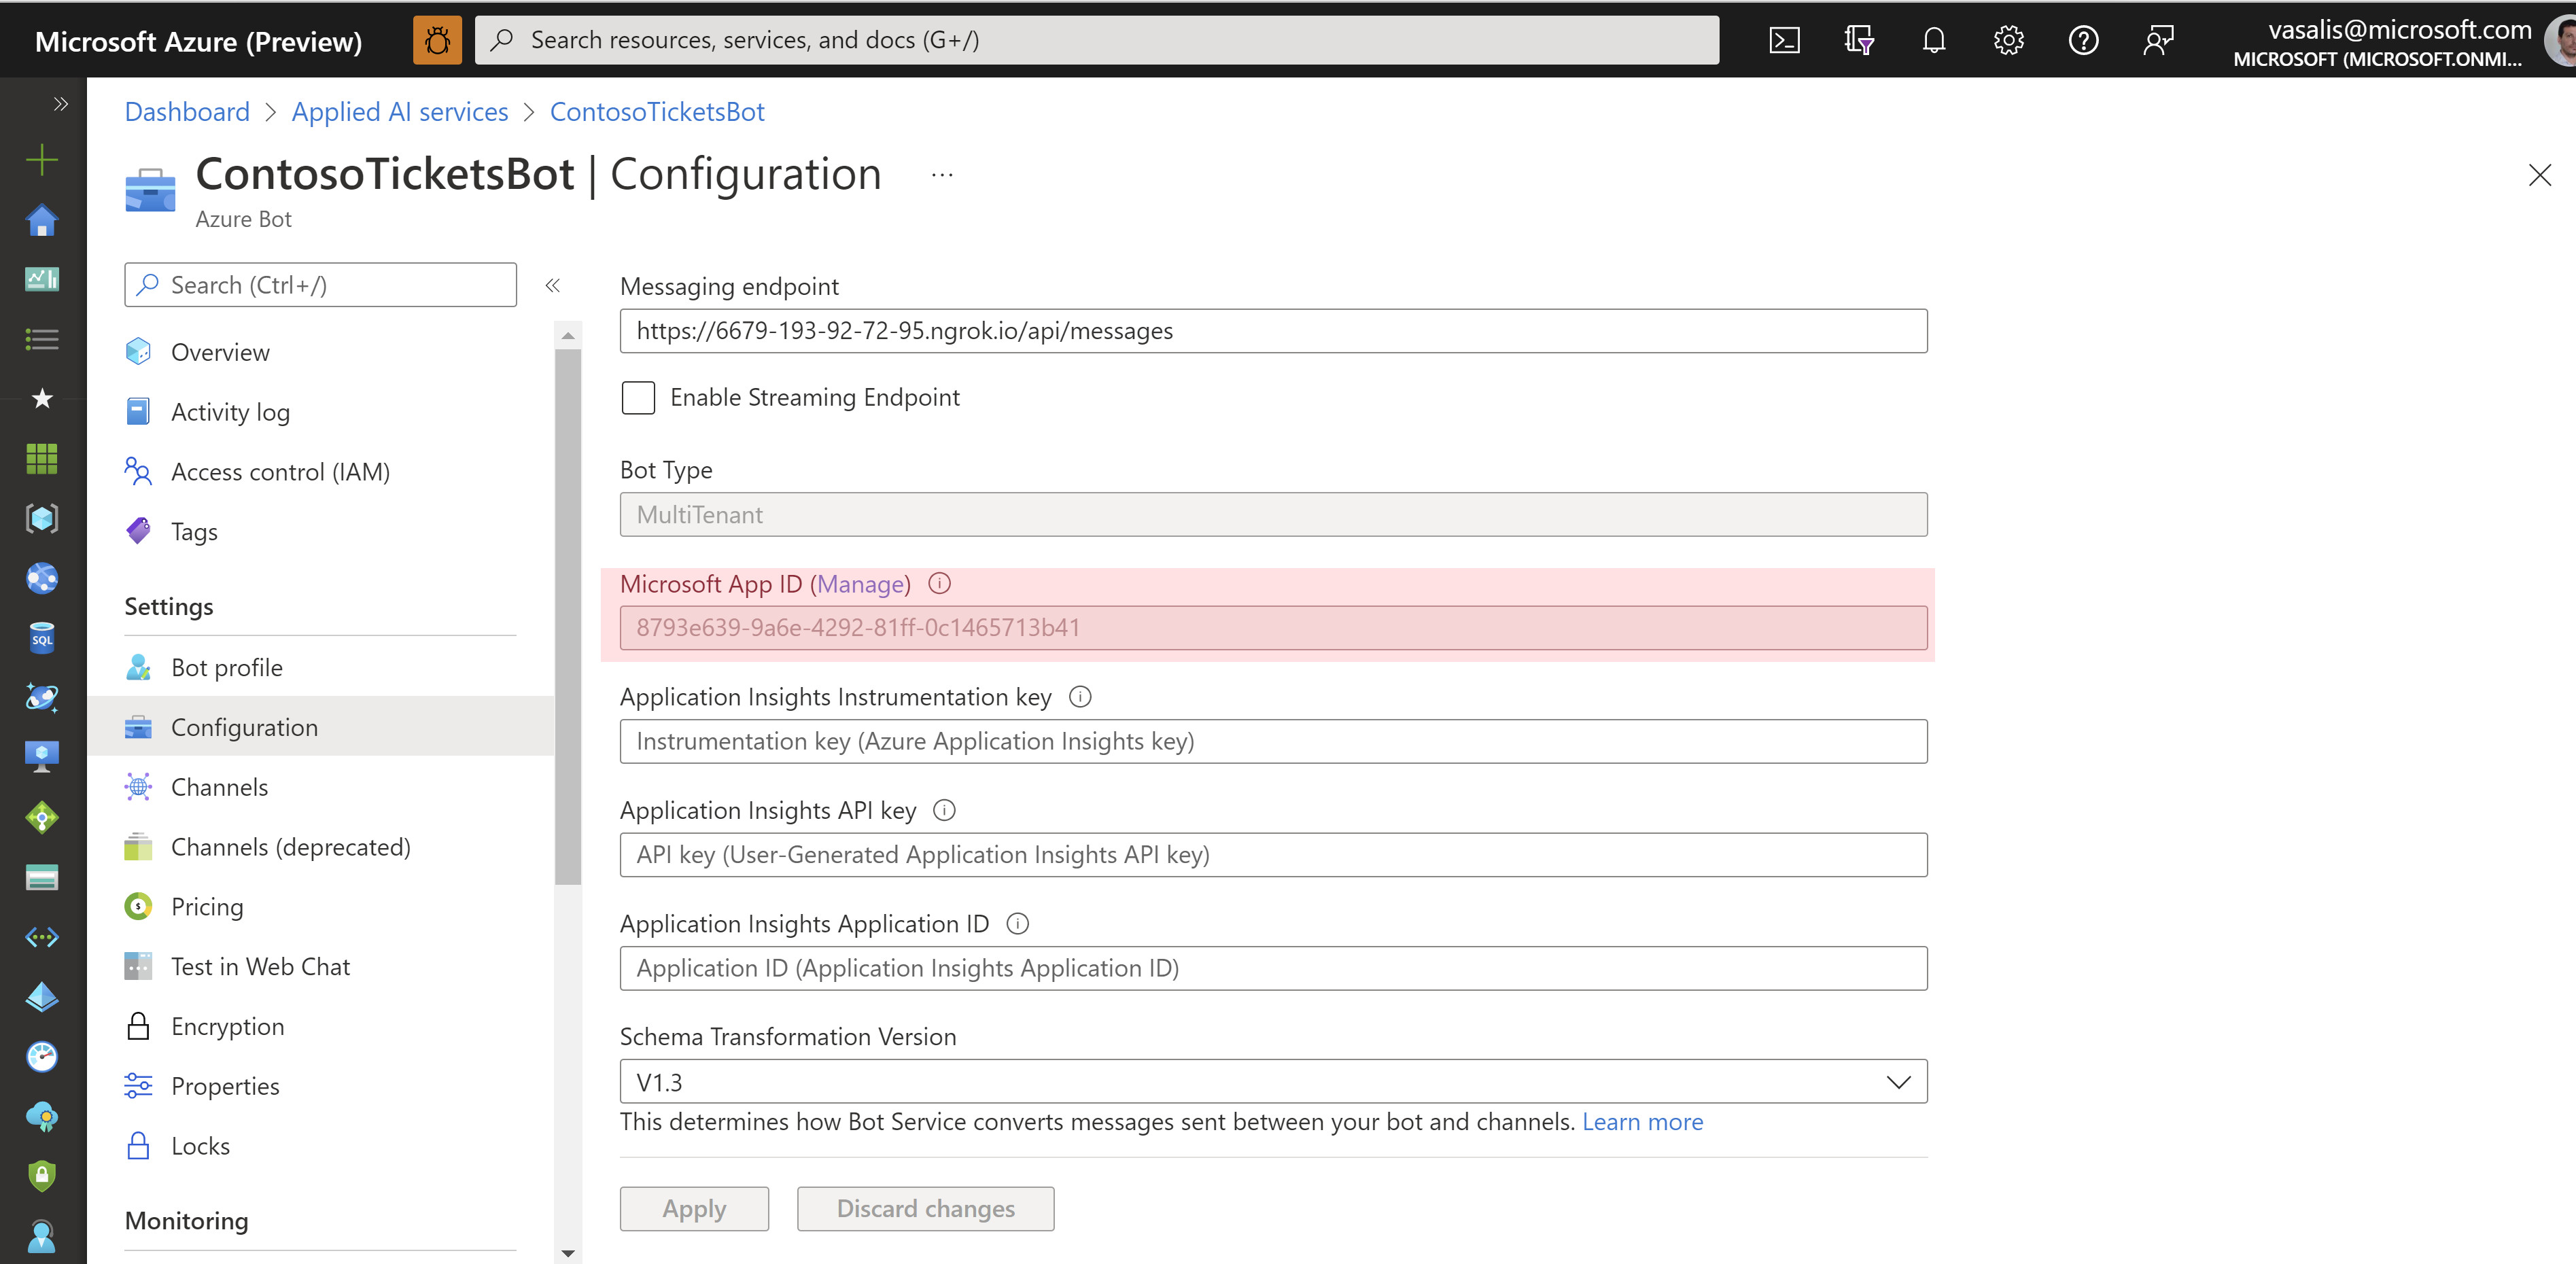 Microsoft Azure (Preview)
Search resources, services, and docs (G+/)
vasalis@microsoft.com
MICROSOFT (MICROSOFT.ONMI...
Dashboard > Applied AI services > ContosoTicketsBot
ContosoTicketsBot | Configuration ...
Azure Bot
Search (Ctrl+/)
Overview
Activity log
Access control (IAM)
Tags
Settings
Bot profile
Configuration
Channels
Channels (deprecated)
Pricing
Test in Web Chat
Encryption
Properties
Locks
Monitoring
Messaging endpoint
https://6679-193-92-72-95.ngrok.io/api/messages
Enable Streaming Endpoint
Bot Type
MultiTenant
Microsoft App ID (Manage)
8793e639-9a6e-4292-81ff-0c1465713b41
Application Insights Instrumentation key
Instrumentation key (Azure Application Insights key)
Application Insights API key
API key (User-Generated Application Insights API key)
Application Insights Application ID
Application ID (Application Insights Application ID)
Schema Transformation Version
V1.3
This determines how Bot Service converts messages sent between your bot and channels. Learn more
Apply
Discard changes
SQL